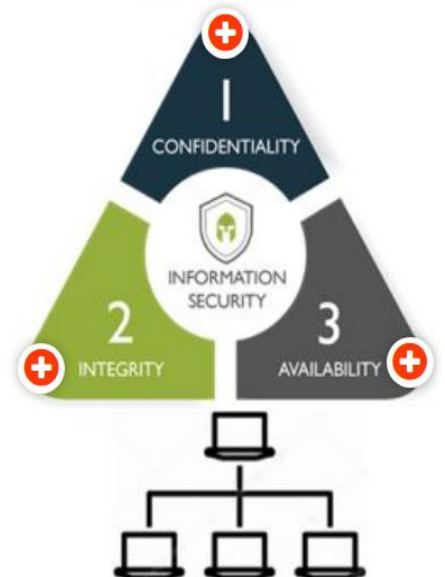 1
CONFIDENTIALITY
INFORMATION
SECURITY
2
INTEGRITY
3
AVAILABILITY